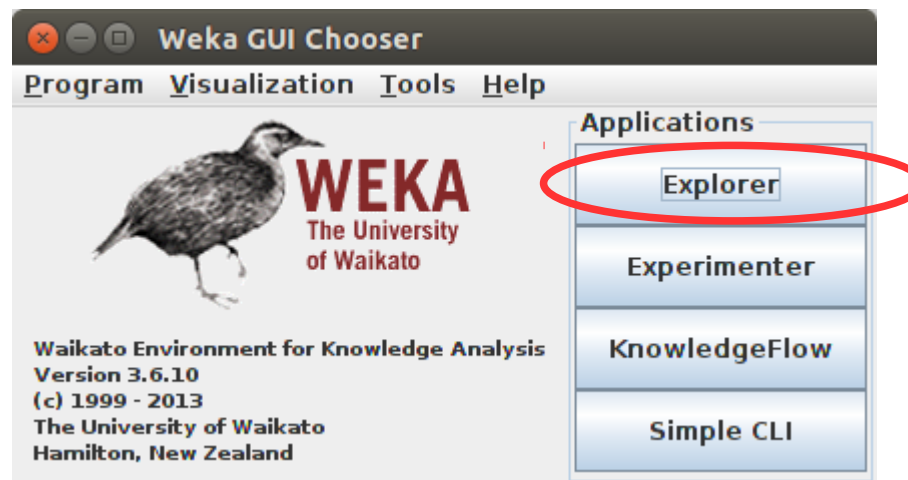 Weka GUI Chooser
Program Visualization Tools Help
WEKA
The University
of Waikato
Waikato Environment for Knowledge Analysis
Version 3.6.10
(c) 1999 - 2013
The University of Waikato
Hamilton, New Zealand
Applications
Explorer
Experimenter
KnowledgeFlow
Simple CLI